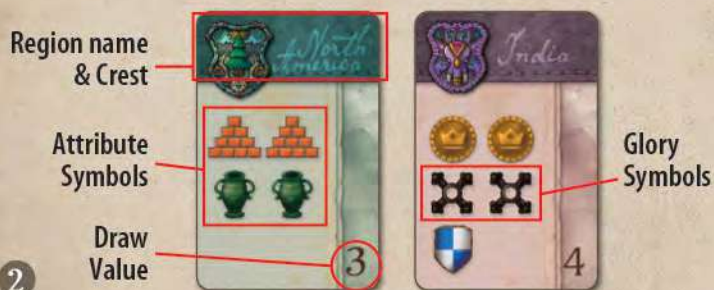 Region name
& Crest
North
America
India
Attribute
Symbols
Glory
Symbols
Draw
Value
3
4
2